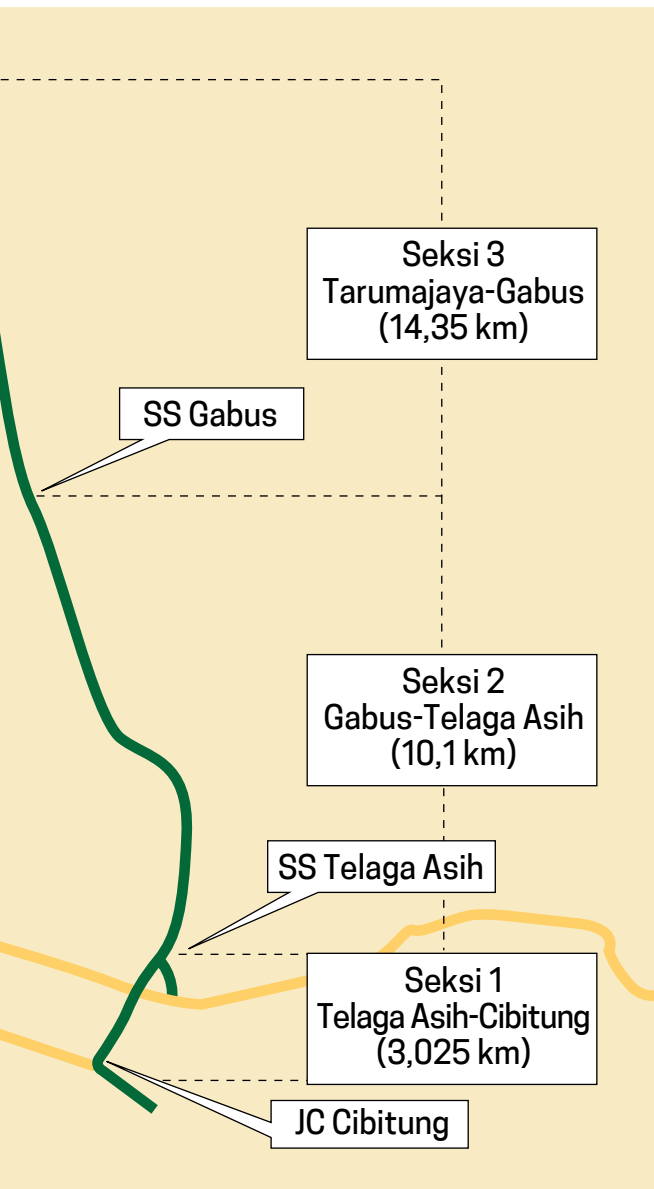 Seksi 3
Tarumajaya-Gabus
(14,35 km)
SS Gabus
Seksi 2
Gabus-Telaga Asih
(10,1 km)
SS Telaga Asih
Seksi 1
Telaga Asih-Cibitung
(3,025 km)
JC Cibitung